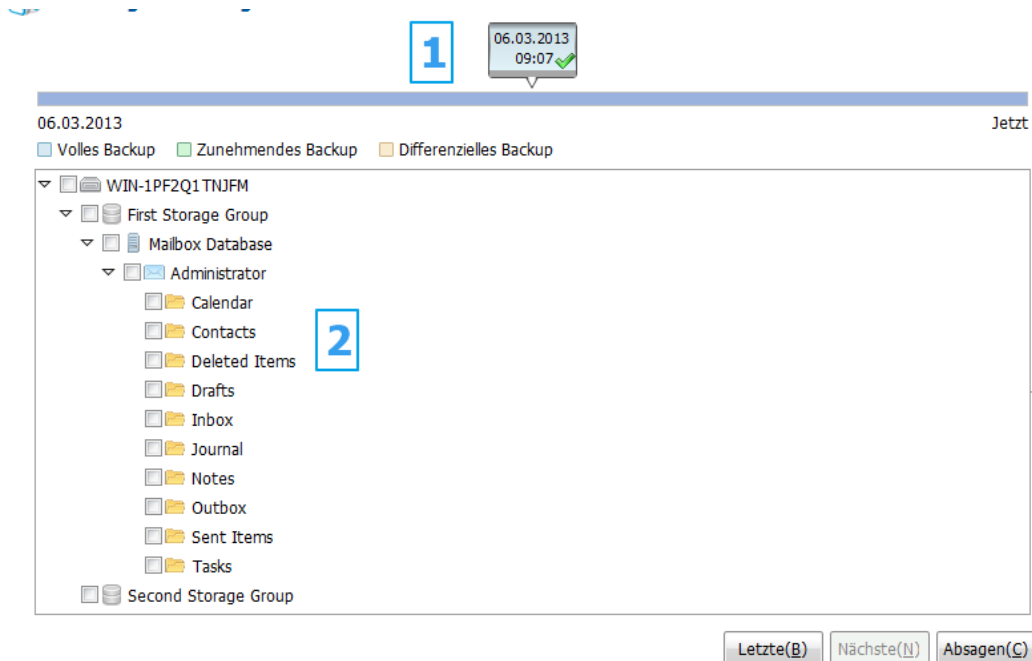 1
06.03.2013
09:07
06.03.2013 Jetzt
Volles Backup Zunehmendes Backup Differenzielles Backup
WIN-1PF2Q1TNJFM
First Storage Group
Mailbox Database
Administrator
Calendar
Contacts
2
Deleted Items
Drafts
Inbox
Journal
Notes
Outbox
Sent Items
Tasks
Second Storage Group
Letzte(B) Nächste(N) Absagen(C)